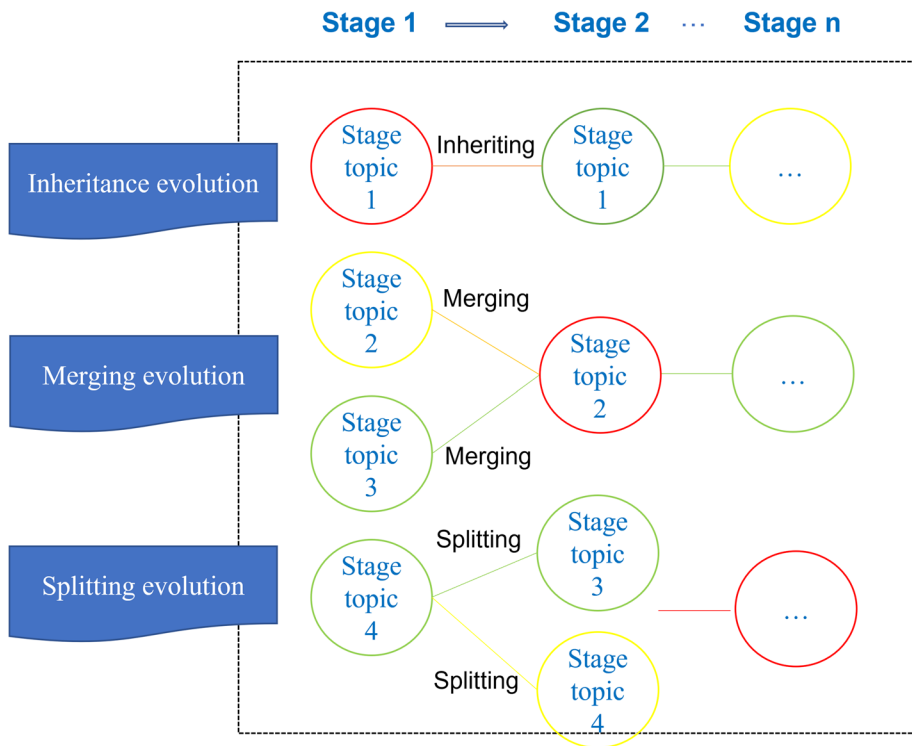 Stage 1
Stage 2
…
Stage n
Inheritance evolution
Stage
topic
1
Inheriting
Stage
topic
1
…
Merging evolution
Stage
topic
2
Merging
Stage
topic
3
Merging
Stage
topic
2
…
Splitting evolution
Stage
topic
4
Splitting
Stage
topic
3
Splitting
Stage
topic
4
…